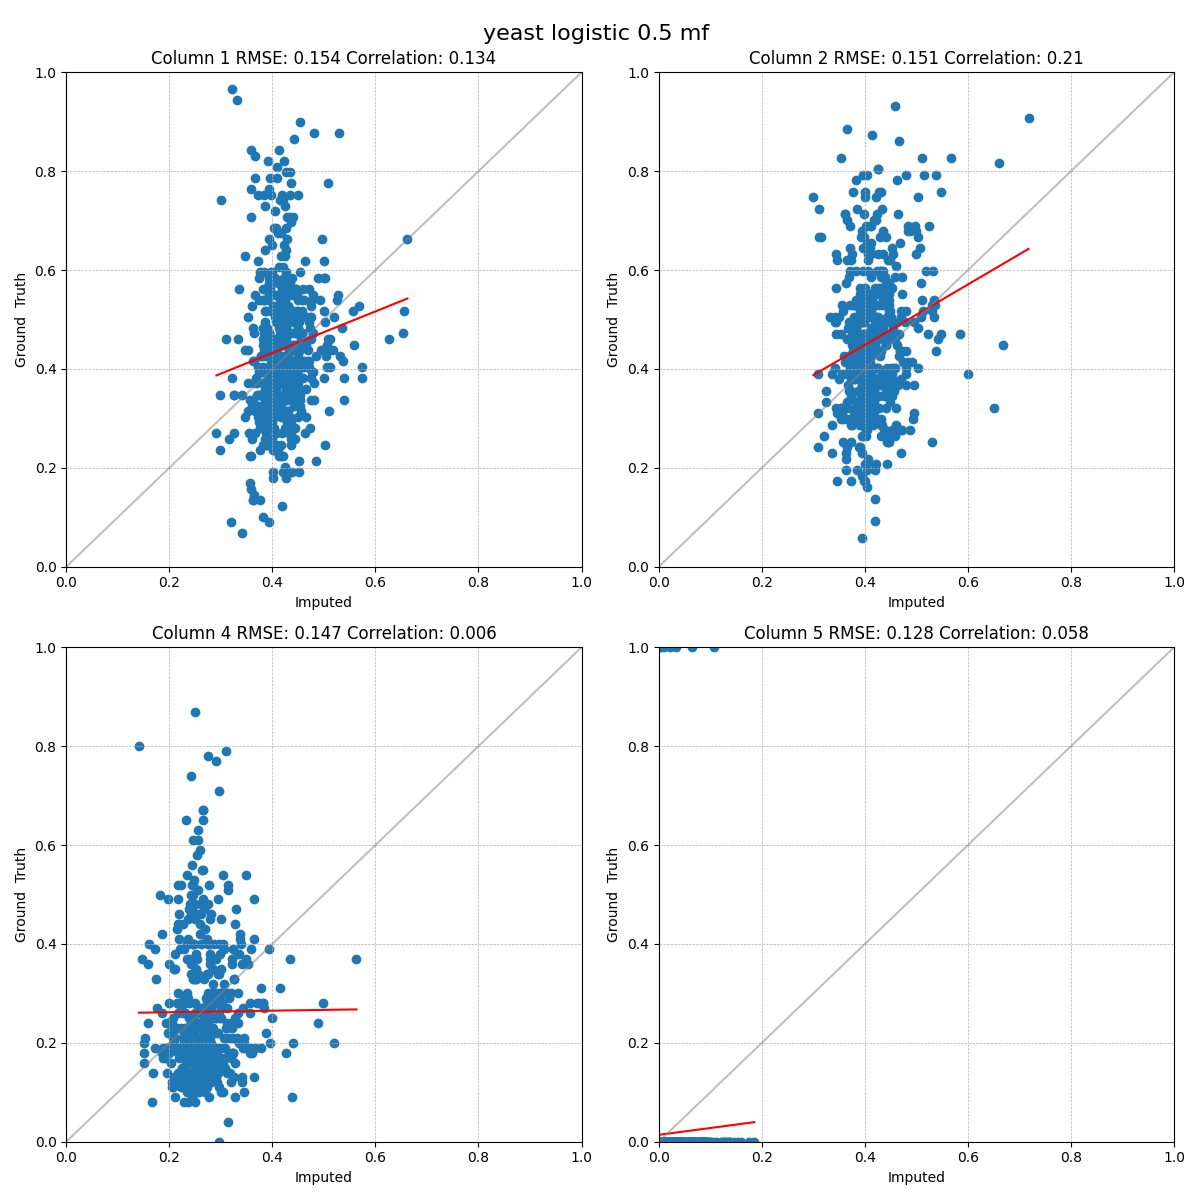 yeast logistic 0.5 mf
Column 1 RMSE: 0.154 Correlation: 0.134
1.0
0.8
0.6
0.4
0.2
0.0
Ground Truth
0.0 0.2 0.4 0.6 0.8 1.0
Imputed
Column 2 RMSE: 0.151 Correlation: 0.21
1.0
0.8
0.6
0.4
0.2
0.0
Ground Truth
0.0 0.2 0.4 0.6 0.8 1.0
Imputed
Column 4 RMSE: 0.147 Correlation: 0.006
1.0
0.8
0.6
0.4
0.2
0.0
Ground Truth
0.0 0.2 0.4 0.6 0.8 1.0
Imputed
Column 5 RMSE: 0.128 Correlation: 0.058
1.0
0.8
0.6
0.4
0.2
0.0
Ground Truth
0.0 0.2 0.4 0.6 0.8 1.0
Imputed